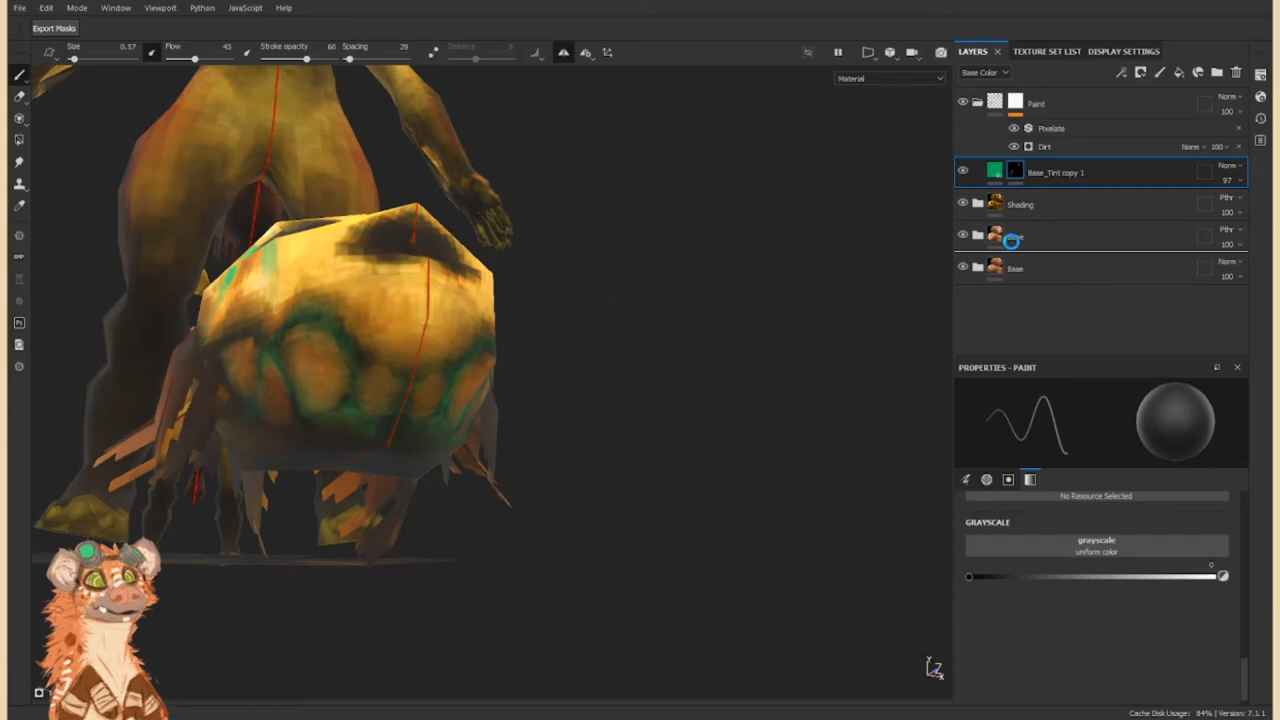 File Edit Mode Window Viewport Python JavaScript Help
Export Masks
Size 0.57 Flow 43 Stroke opacity 60 Spacing 29 Distance 8
LAYERS TEXTURE SET LIST DISPLAY SETTINGS
Base Color
Material
Paint Norm 100
Pixelate
Dirt Norm 100
Base_Tint copy 1 Norm 97
Shading Pthr 100
Pthr 100
Base Norm 100
PROPERTIES - PAINT
No Resource Selected
GRAYSCALE
grayscale
uniform color
0
Y
Z
X
Cache Disk Usage: 84% | Version: 7.1.1